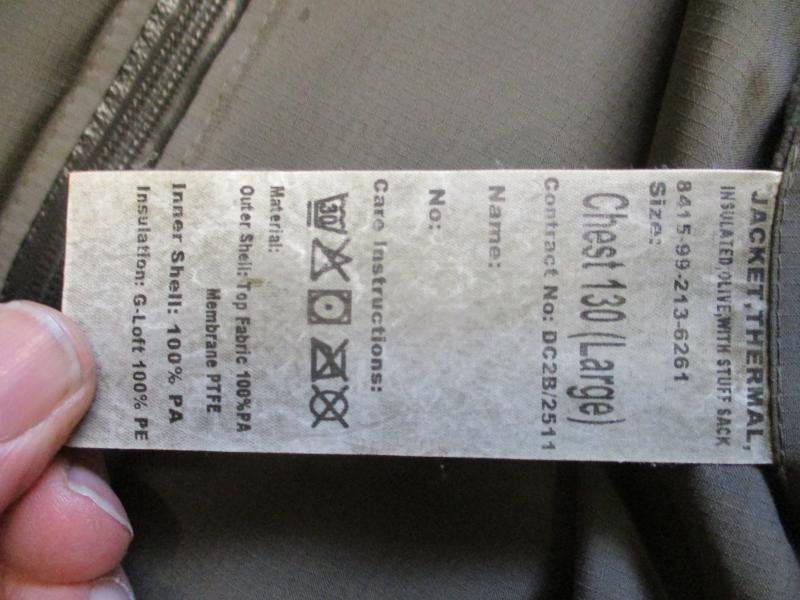 JACKET, THERMAL,
INSULATED, OLIVE, WITH STUFF SACK
8415-99-213-6261
Size:
Chest 130 (Large)
Contract No: DC2B/2511
Name:
No:
Care Instructions:
30
Material:
Outer Shell: Top Fabric 100%PA
Membrane PTFE
Inner Shell: 100% PA
Insulation: G-Loft 100% PE